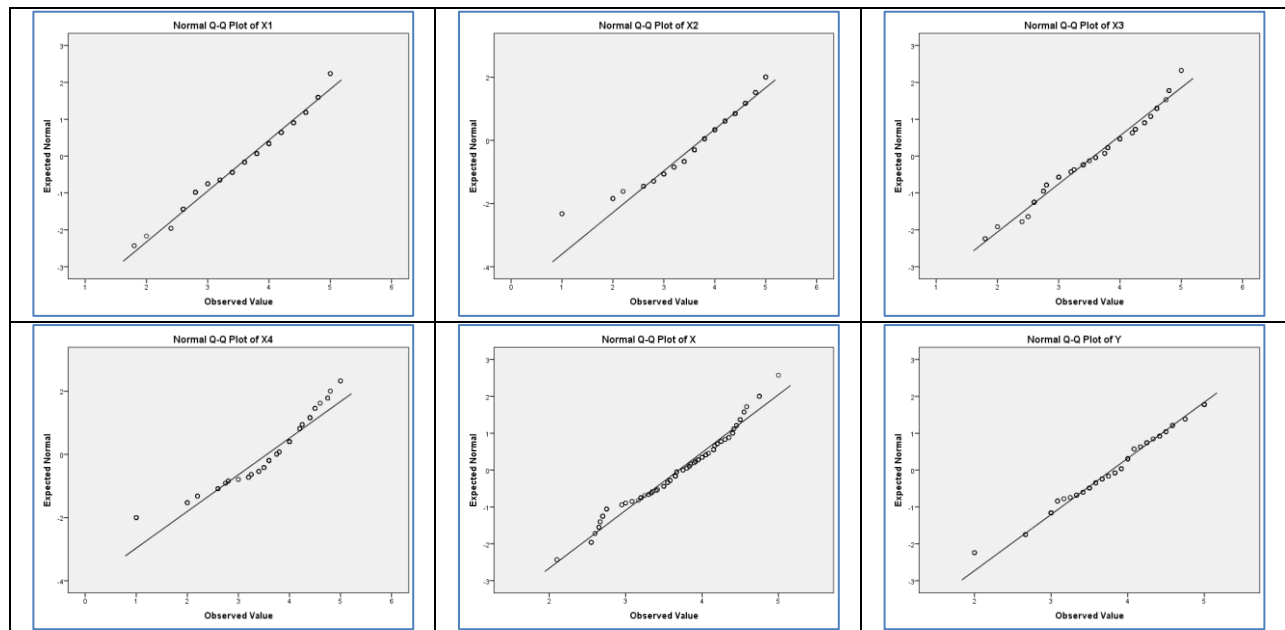 Normal Q-Q Plot of X1
Expected Normal
3
2
1
0
-1
-2
-3
1 2 3 4 5 6
Observed Value
Normal Q-Q Plot of X2
Expected Normal
2
0
-2
-4
0 1 2 3 4 5 6
Observed Value
Normal Q-Q Plot of X3
Expected Normal
3
2
1
0
-1
-2
-3
1 2 3 4 5 6
Observed Value
Normal Q-Q Plot of X4
Expected Normal
2
0
-2
-4
0 1 2 3 4 5 6
Observed Value
Normal Q-Q Plot of X
Expected Normal
3
2
1
0
-1
-2
-3
2 3 4 5
Observed Value
Normal Q-Q Plot of Y
Expected Normal
3
2
1
0
-1
-2
-3
2 3 4 5
Observed Value